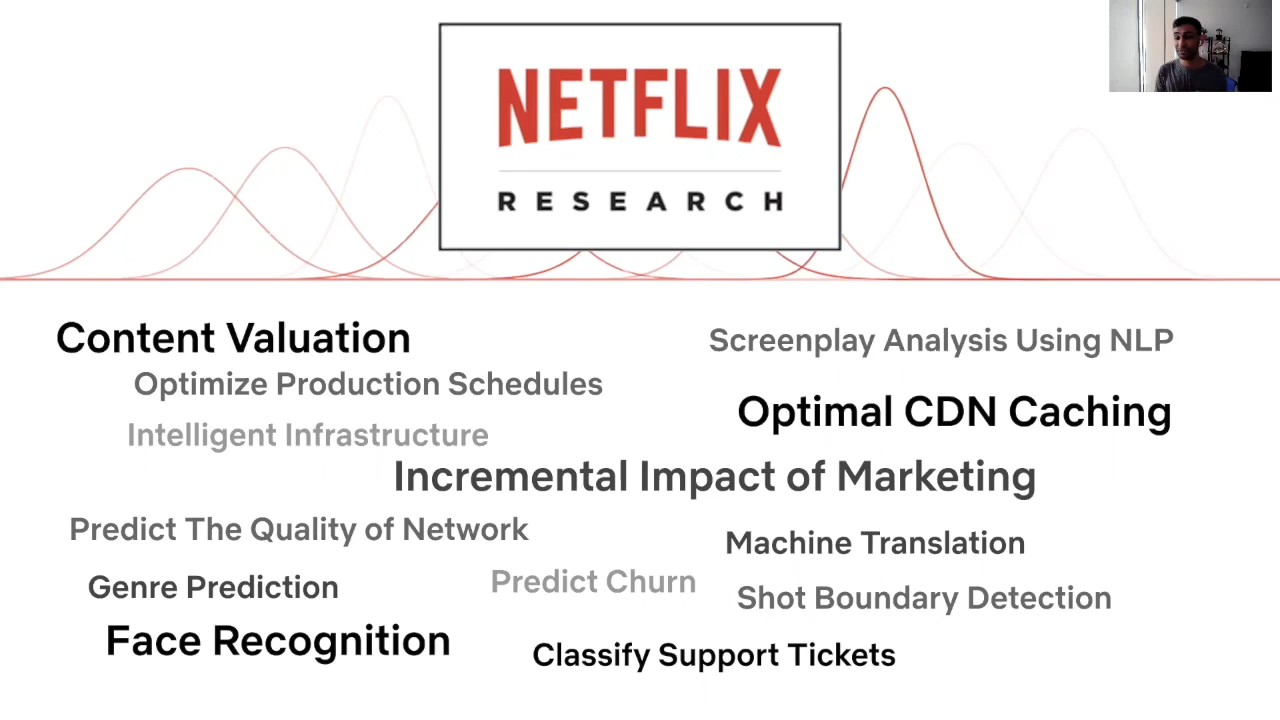 NETFLIX
RESEARCH
Content Valuation
Screenplay Analysis Using NLP
Optimize Production Schedules
Optimal CDN Caching
Intelligent Infrastructure
Incremental Impact of Marketing
Predict The Quality of Network
Machine Translation
Genre Prediction
Predict Churn
Shot Boundary Detection
Face Recognition
Classify Support Tickets